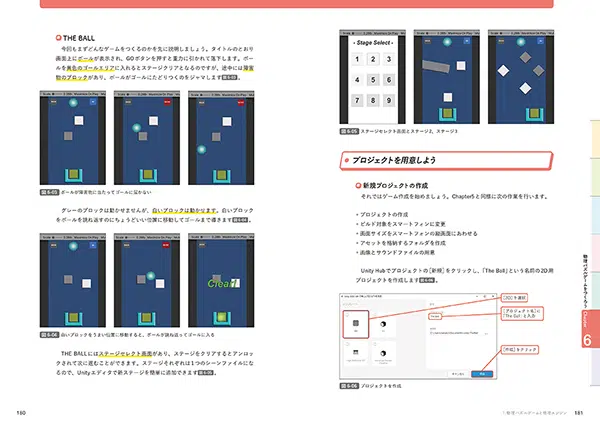 THE BALL
今回もまずどんなゲームをつくるのかを先に説明しましょう。タイトルのとおり
画面上にボールが表示され、GOボタンを押すと重力に引かれて落下します。ボー
ルを黄色のゴールエリアに入れるとステージクリアとなるのですが、途中には障害
物のブロックがあり、ボールがゴールにたどりつくのをジャマします 図6-03 。
図6-03 ボールが障害物に当たってゴールに届かない
グレーのブロックは動かせませんが、白いブロックは動かせます。白いブロック
をボールを跳ね返すのにちょうどいい位置に移動してゴールまで導きます 図6-04 。
Clear!
図6-04 白いブロックをうまい位置に移動すると、ボールが跳ね返ってゴールに入る
THE BALLにはステージセレクト画面があり、ステージをクリアするとアンロッ
クされて次に進むことができます。ステージそれぞれは1つのシーンファイルにな
るので、Unityエディタで新ステージを簡単に追加できます 図6-05 。
180
- Stage Select -
1 2 3
4 5 6
7 8 9
図6-05 ステージセレクト画面とステージ2、ステージ3
プロジェクトを用意しよう
新規プロジェクトの作成
それではゲーム作成を始めましょう。Chapter5と同様に次の作業を行います。
・プロジェクトの作成
・ビルド対象をスマートフォンに変更
・画面サイズをスマートフォンの縦画面にあわせる
・アセットを格納するフォルダを作成
・画像とサウンドファイルの用意
Unity Hubでプロジェクトの[新規]をクリックし、「The Ball」という名前の2D用
プロジェクトを作成します 図6-06 。
[2D]を選択
[プロジェクト名]に
「The Ball」と入力
[作成]をクリック
図6-06 プロジェクトを作成
物理パズルゲームをつくろう
Chapter
6
181